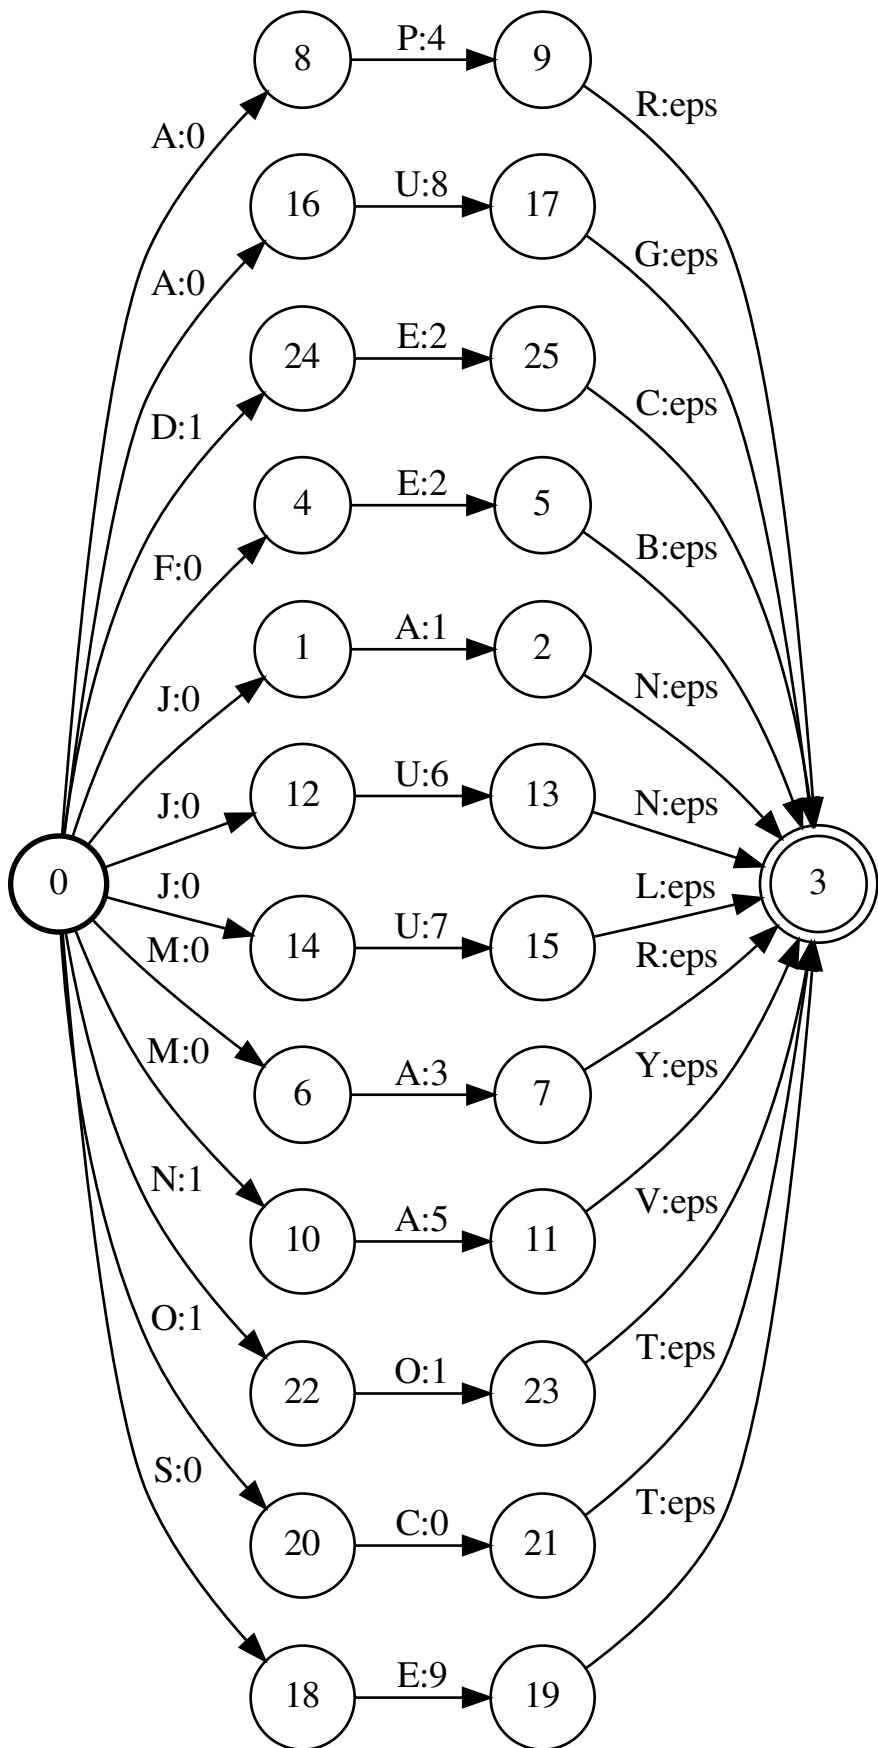 8 P:4 9
R:eps
A:0
16 U:8 17
G:eps
A:0
24 E:2 25
C:eps
D:1
4 E:2 5
B:eps
F:0
1 A:1 2
N:eps
J:0
12 U:6 13
N:eps
J:0
0
3
J:0
L:eps
14 U:7 15
M:0
R:eps
6 A:3 7
M:0
Y:eps
10 A:5 11
N:1
V:eps
22 O:1 23
O:1
T:eps
20 C:0 21
S:0
T:eps
18 E:9 19